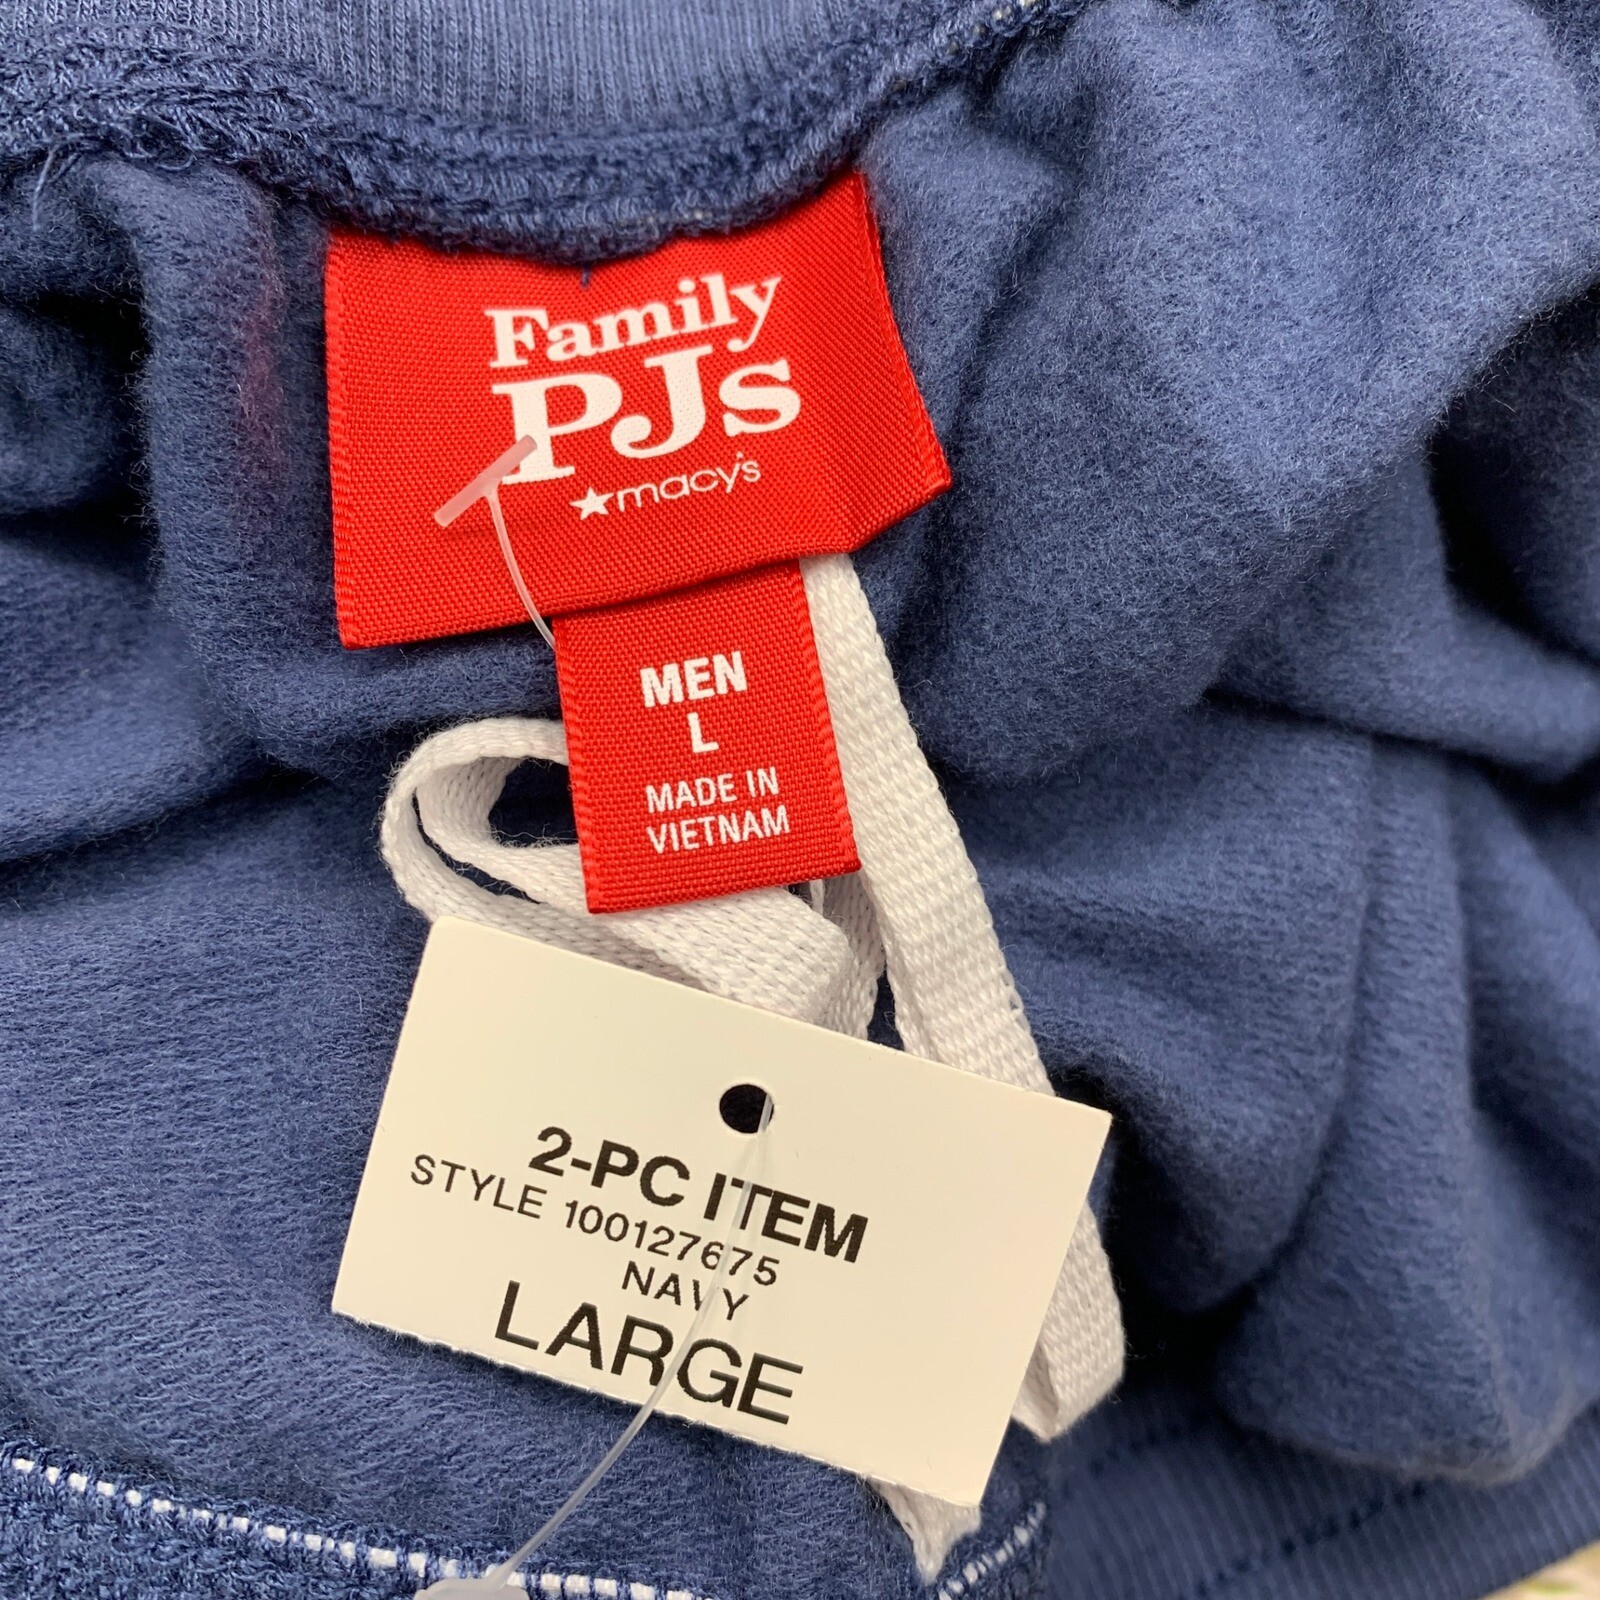 Family
PJs
macy's
MEN
L
MADE IN
VIETNAM
2-PC ITEM
STYLE 100127675
NAVY
LARGE